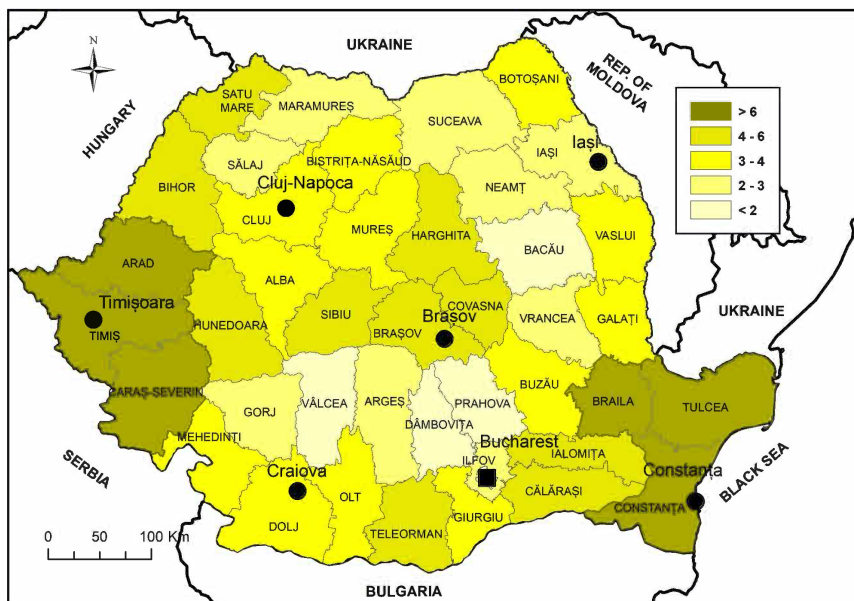 N
UKRAINE
REP. OF
MOLDOVA
HUNGARY
BOTOȘANI
SATU
MARE
MARAMUREȘ
SUCEAVA
> 6
4 - 6
3 - 4
2 - 3
< 2
IAȘI
Iași
SĂLAJ
BISTRIȚA-NĂSĂUD
BIHOR
Cluj-Napoca
NEAMȚ
CLUJ
MUREȘ
HARGHITA
VASLUI
BACĂU
ARAD
ALBA
UKRAINE
Timișoara
TIMIȘ
HUNEDOARA
SIBIU
COVASNA
Brașov
BRAȘOV
VRANCEA
GALAȚI
CARAȘ-SEVERIN
GORJ
VÂLCEA
ARGEȘ
PRAHOVA
BUZĂU
BRAILA
TULCEA
DÂMBOVIȚA
MEHEDINȚI
Bucharest
ILFOV
IALOMIȚA
SERBIA
Craiova
OLT
CĂLĂRAȘI
Constanța
CONSTANȚA
BLACK SEA
DOLJ
TELEORMAN
GIURGIU
0 50 100 Km
BULGARIA